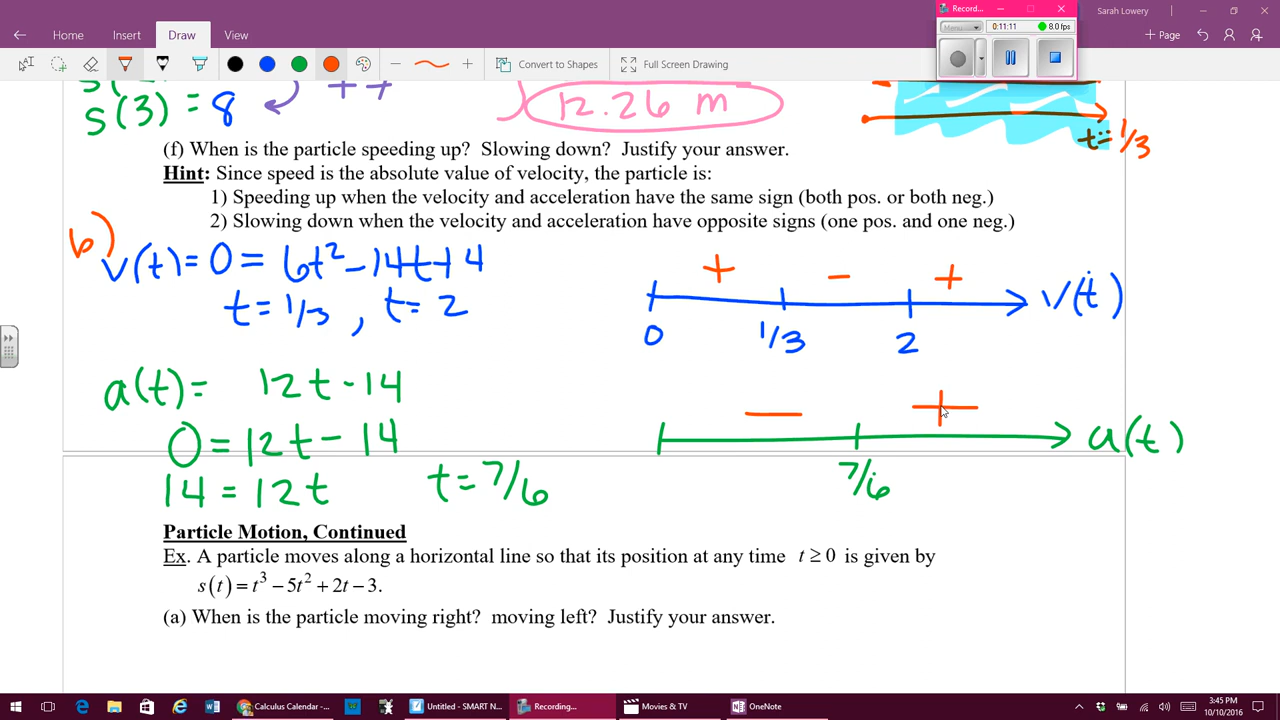 Record...
Menu
0:11:11
8.0 fps
Sarah Lowery
Home
Insert
Draw
View
+ Page
Convert to Shapes
Full Screen Drawing
s(3) = 8
++
12.26 m
t = 1/3
(f) When is the particle speeding up? Slowing down? Justify your answer.
Hint: Since speed is the absolute value of velocity, the particle is:
1) Speeding up when the velocity and acceleration have the same sign (both pos. or both neg.)
2) Slowing down when the velocity and acceleration have opposite signs (one pos. and one neg.)
b)
v(t) = 0 = 6t² - 14t + 4
t = 1/3 , t = 2
+ - +
0 1/3 2 v(t)
a(t) = 12t - 14
0 = 12t - 14
14 = 12t t = 7/6
— +
7/6 a(t)
Particle Motion, Continued
Ex. A particle moves along a horizontal line so that its position at any time t ≥ 0 is given by
s(t) = t³ − 5t² + 2t − 3.
(a) When is the particle moving right? moving left? Justify your answer.
Calculus Calendar -...
Untitled - SMART N...
Recording...
Movies & TV
OneNote
3:45 PM
10/10/2016